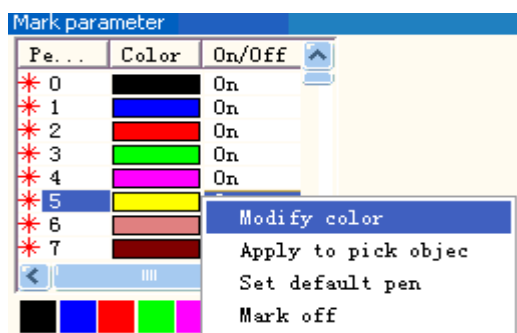 Mark parameter
Pe... Color On/Off
0 On
1 On
2 On
3 On
4 On
5
6
7
Modify color
Apply to pick objec
Set default pen
Mark off